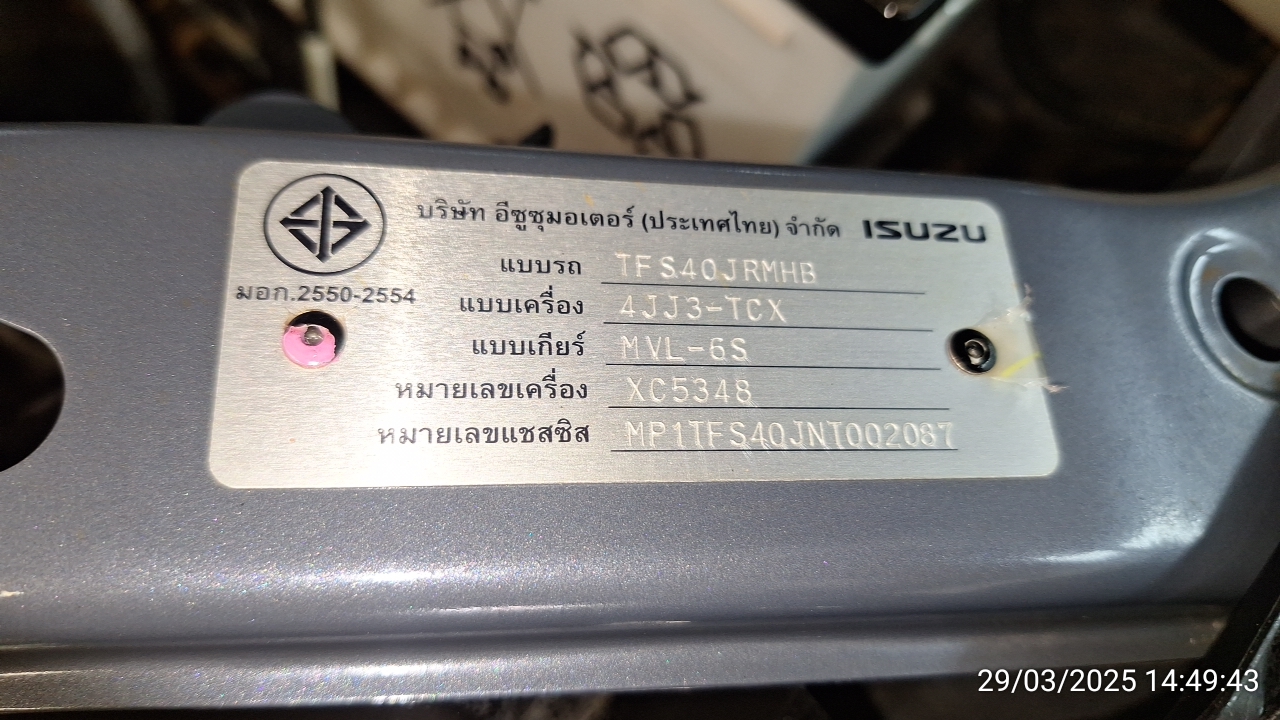 บริษัท อีซูซุมอเตอร์ (ประเทศไทย) จำกัด ISUZU
มอก.2550-2554
แบบรถ TFS40JRMHB
แบบเครื่อง 4JJ3-TCX
แบบเกียร์ MVL-6S
หมายเลขเครื่อง XC5348
หมายเลขแชสซิส MP1TFS40JNT002087
29/03/2025 14:49:43